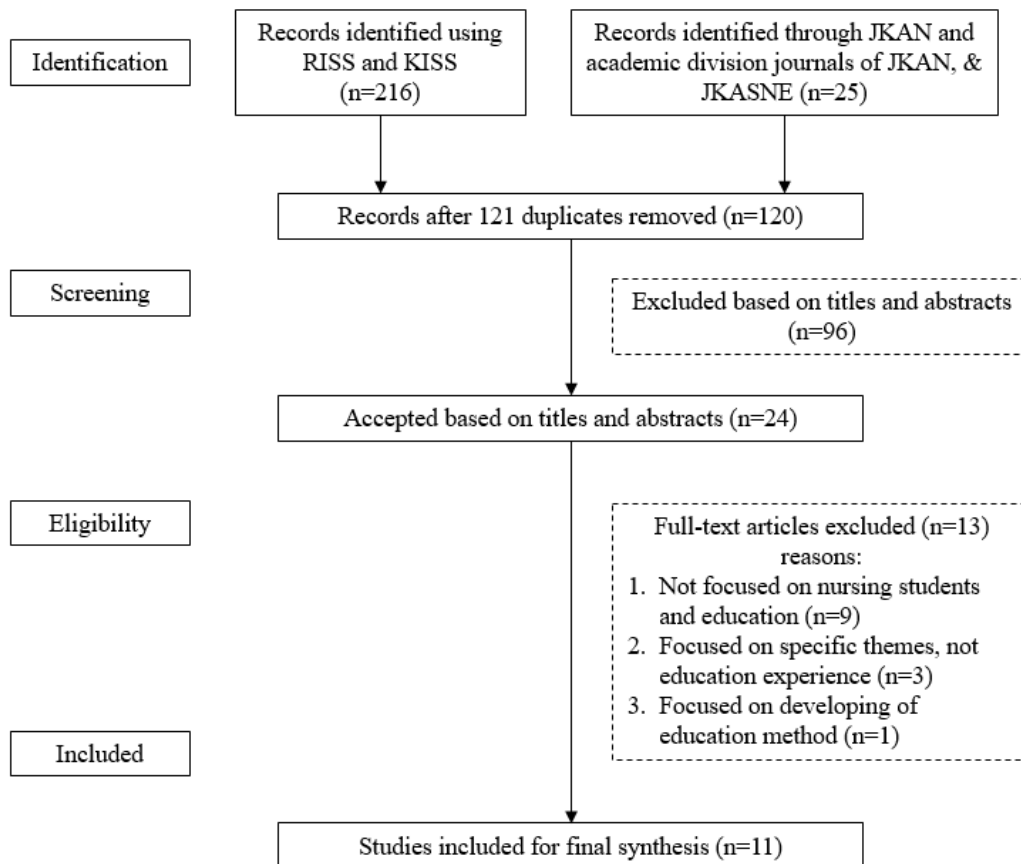 Identification
Records identified using
RISS and KISS
(n=216)
Records identified through JKAN and
academic division journals of JKAN, &
JKASNE (n=25)
Records after 121 duplicates removed (n=120)
Screening
Excluded based on titles and abstracts
(n=96)
Accepted based on titles and abstracts (n=24)
Eligibility
Full-text articles excluded (n=13)
reasons:
1. Not focused on nursing students
and education (n=9)
2. Focused on specific themes, not
education experience (n=3)
3. Focused on developing of
education method (n=1)
Included
Studies included for final synthesis (n=11)